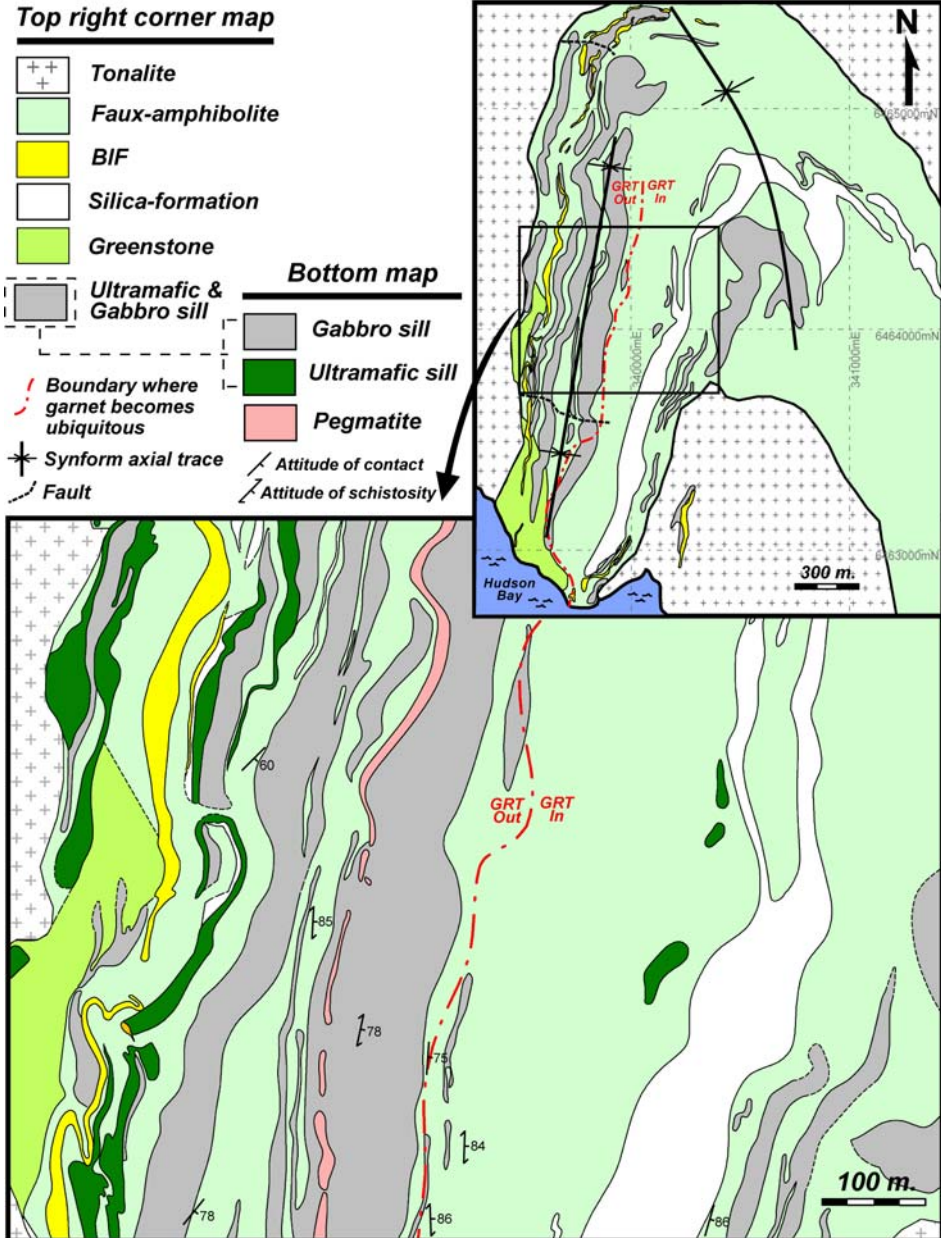 Top right corner map
Tonalite
Faux-amphibolite
BIF
Silica-formation
Greenstone
Ultramafic &
Gabbro sill
Boundary where
garnet becomes
ubiquitous
Synform axial trace
Fault
Bottom map
Gabbro sill
Ultramafic sill
Pegmatite
Attitude of contact
Attitude of schistosity
N
6465000mN
GRT GRT
Out In
6464000mN
340000mE
341000mE
6463000mN
Hudson
Bay
300 m.
60
GRT GRT
Out In
85
78
75
84
78
86
86
100 m.